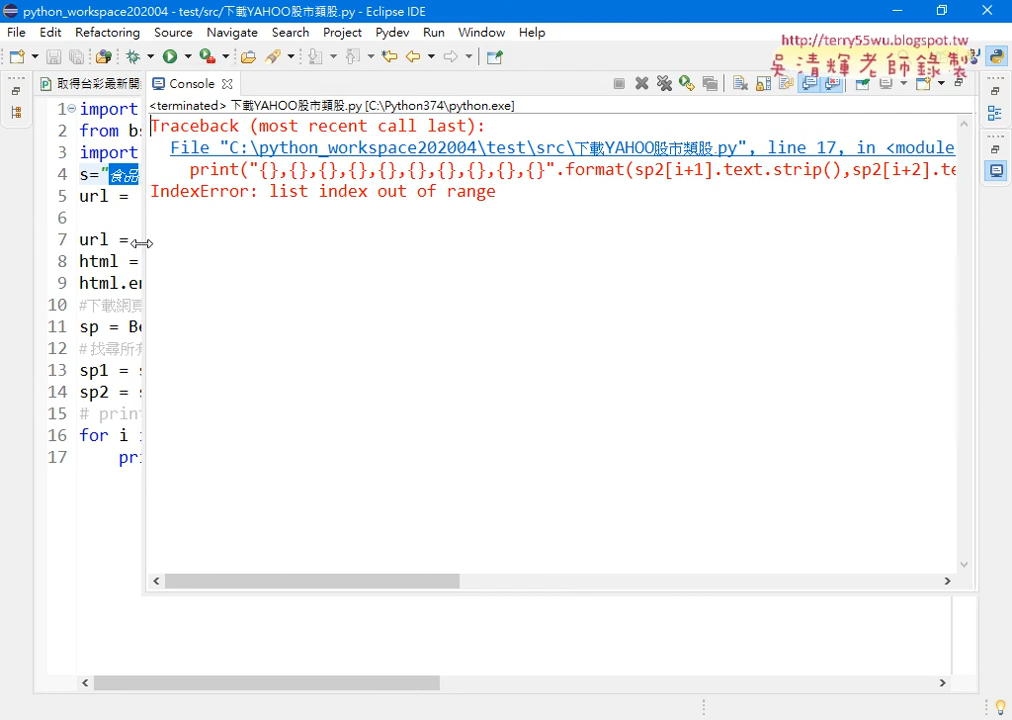 python_workspace202004 - test/src/下載YAHOO股市類股.py - Eclipse IDE
File Edit Refactoring Source Navigate Search Project Pydev Run Window Help
http://terry55wu.blogspot.tw
吳清輝老師錄製
取得台彩最新開
Console
<terminated> 下載YAHOO股市類股.py [C:\Python374\python.exe]
Traceback (most recent call last):
File "C:\python_workspace202004\test\src\下載YAHOO股市類股.py", line 17, in <module
print("{},{},{},{},{},{},{},{},{},{}".format(sp2[i+1].text.strip(),sp2[i+2].te
IndexError: list index out of range
1 import
2 from bs
3 import
4 s="食品
5 url =
6
7 url =
8 html =
9 html.en
10 #下載網頁
11 sp = Be
12 #找尋所有
13 sp1 = s
14 sp2 = s
15 # print
16 for i i
17 pri